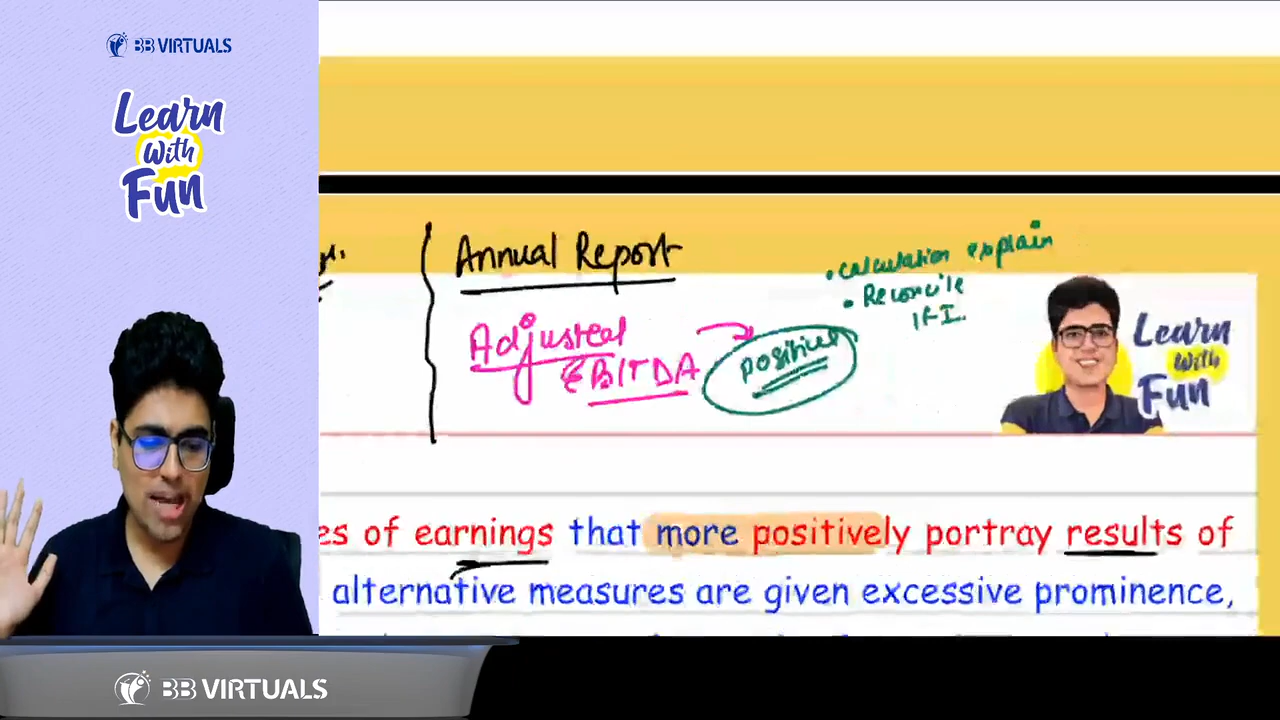 BB VIRTUALS
Learn
With
Fun
Annual Report
• Calculation explain
• Reconcile
Adjusted
EBITDA
positive
Learn
With
Fun
es of earnings that more positively portray results of
alternative measures are given excessive prominence,
BB VIRTUALS